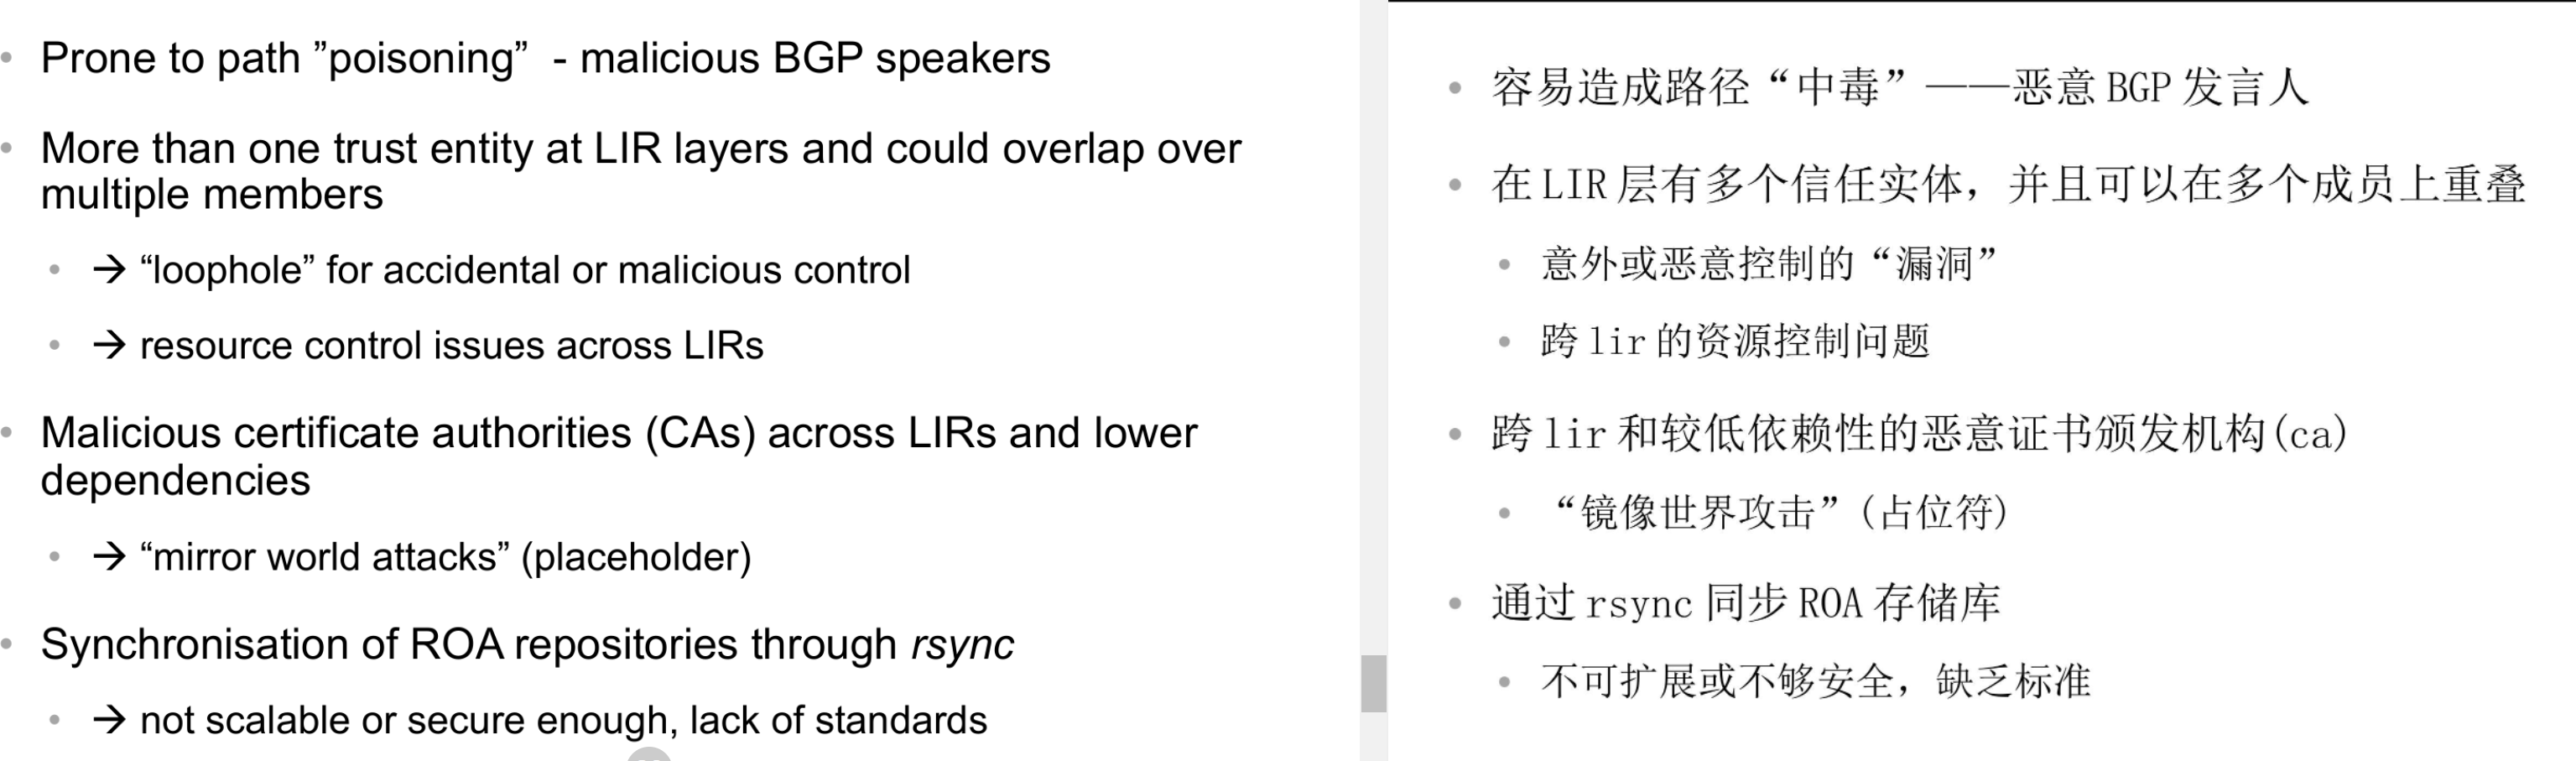 • Prone to path ”poisoning” - malicious BGP speakers
• More than one trust entity at LIR layers and could overlap over
multiple members
• → “loophole” for accidental or malicious control
• → resource control issues across LIRs
• Malicious certificate authorities (CAs) across LIRs and lower
dependencies
• → “mirror world attacks” (placeholder)
• Synchronisation of ROA repositories through rsync
• → not scalable or secure enough, lack of standards
• 容易造成路径“中毒”——恶意 BGP 发言人
• 在 LIR 层有多个信任实体，并且可以在多个成员上重叠
• 意外或恶意控制的“漏洞”
• 跨 lir 的资源控制问题
• 跨 lir 和较低依赖性的恶意证书颁发机构(ca)
• “镜像世界攻击”(占位符)
• 通过 rsync 同步 ROA 存储库
• 不可扩展或不够安全，缺乏标准